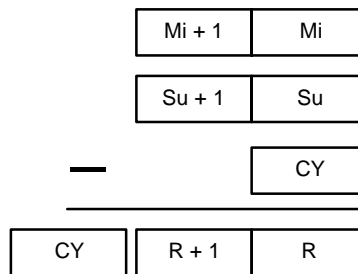 Mi + 1 Mi
Su + 1 Su
— CY
CY R + 1 R